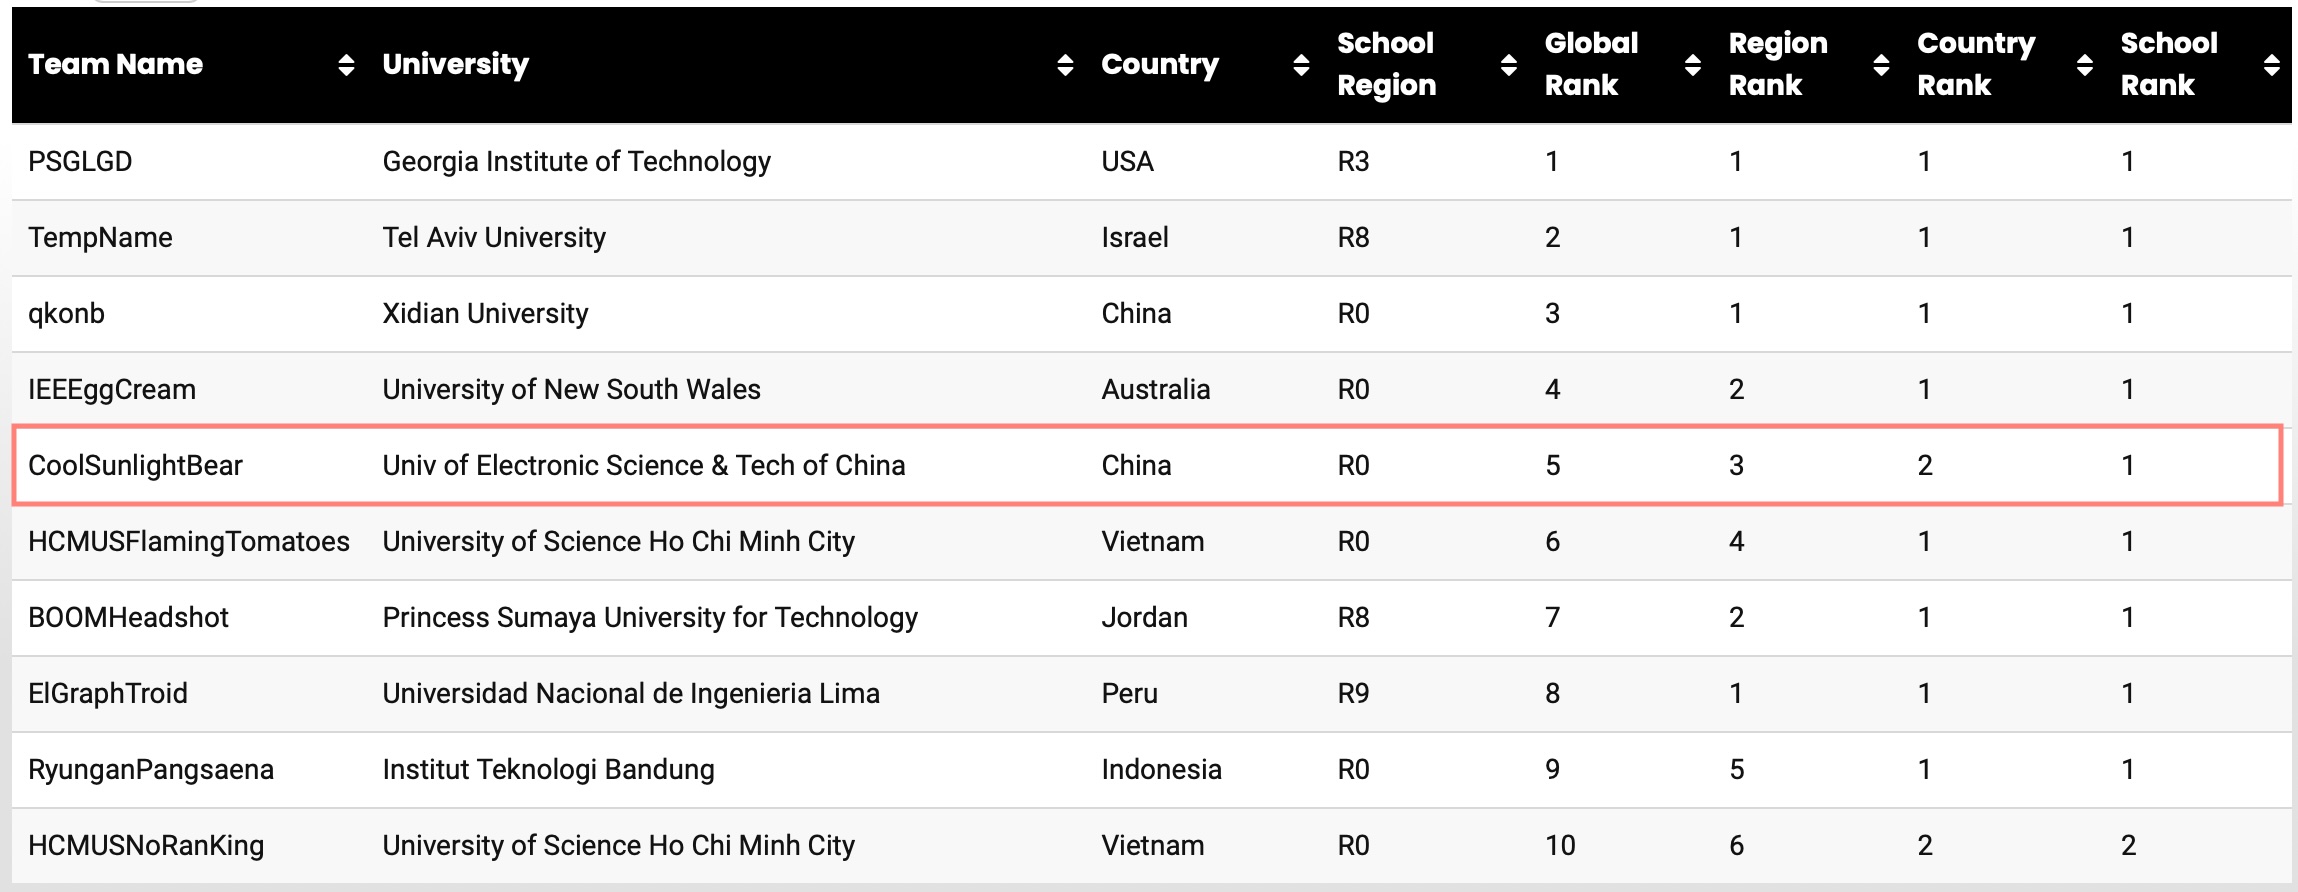 Team Name University Country School Region Global Rank Region Rank Country Rank School Rank
PSGLGD Georgia Institute of Technology USA R3 1 1 1 1
TempName Tel Aviv University Israel R8 2 1 1 1
qkonb Xidian University China R0 3 1 1 1
IEEEggCream University of New South Wales Australia R0 4 2 1 1
CoolSunlightBear Univ of Electronic Science & Tech of China China R0 5 3 2 1
HCMUSFlamingTomatoes University of Science Ho Chi Minh City Vietnam R0 6 4 1 1
BOOMHeadshot Princess Sumaya University for Technology Jordan R8 7 2 1 1
ElGraphTroid Universidad Nacional de Ingenieria Lima Peru R9 8 1 1 1
RyunganPangsaena Institut Teknologi Bandung Indonesia R0 9 5 1 1
HCMUSNoRanKing University of Science Ho Chi Minh City Vietnam R0 10 6 2 2